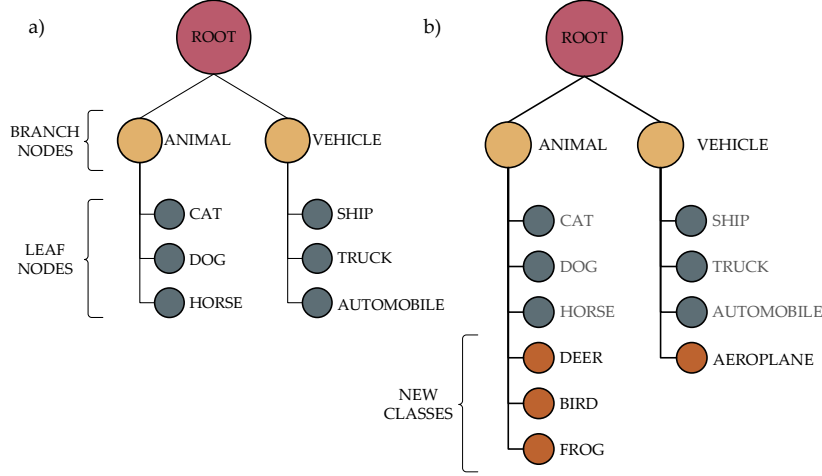 a)
ROOT
BRANCH
NODES
ANIMAL
VEHICLE
LEAF
NODES
CAT
DOG
HORSE
SHIP
TRUCK
AUTOMOBILE
b)
ROOT
ANIMAL
VEHICLE
CAT
DOG
HORSE
DEER
BIRD
FROG
NEW
CLASSES
SHIP
TRUCK
AUTOMOBILE
AEROPLANE